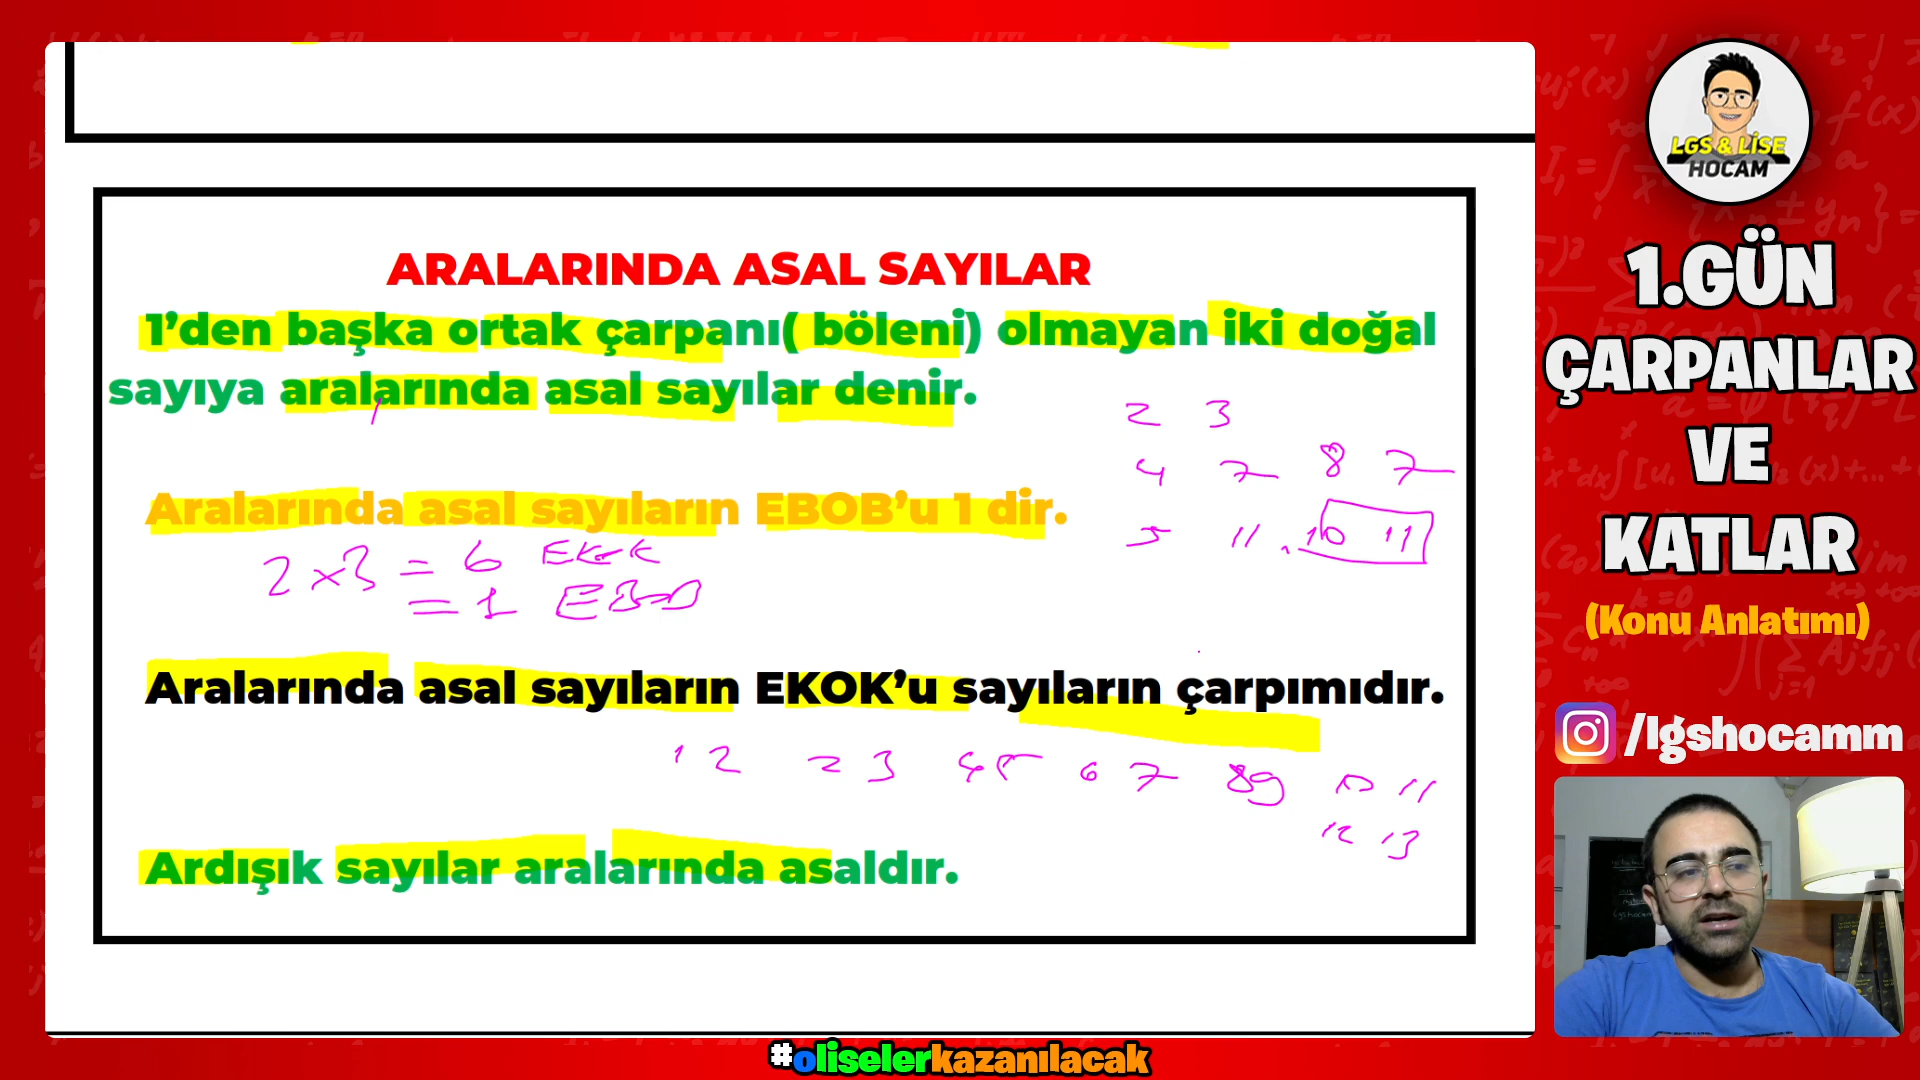 ARALARINDA ASAL SAYILAR
1’den başka ortak çarpanı( böleni) olmayan iki doğal
sayıya aralarında asal sayılar denir.
2 3
4 7 8 7
5 11 . 10 11
Aralarında asal sayıların EBOB’u 1 dir.
2 x 3 = 6 EKOK
= 1 EBOB
Aralarında asal sayıların EKOK’u sayıların çarpımıdır.
1 2 2 3 4 5 6 7 8 9 10 11
12 13
Ardışık sayılar aralarında asaldır.
LGS & LİSE
HOCAM
1.GÜN
ÇARPANLAR
VE
KATLAR
(Konu Anlatımı)
/lgshocamm
#oliselerkazanılacak